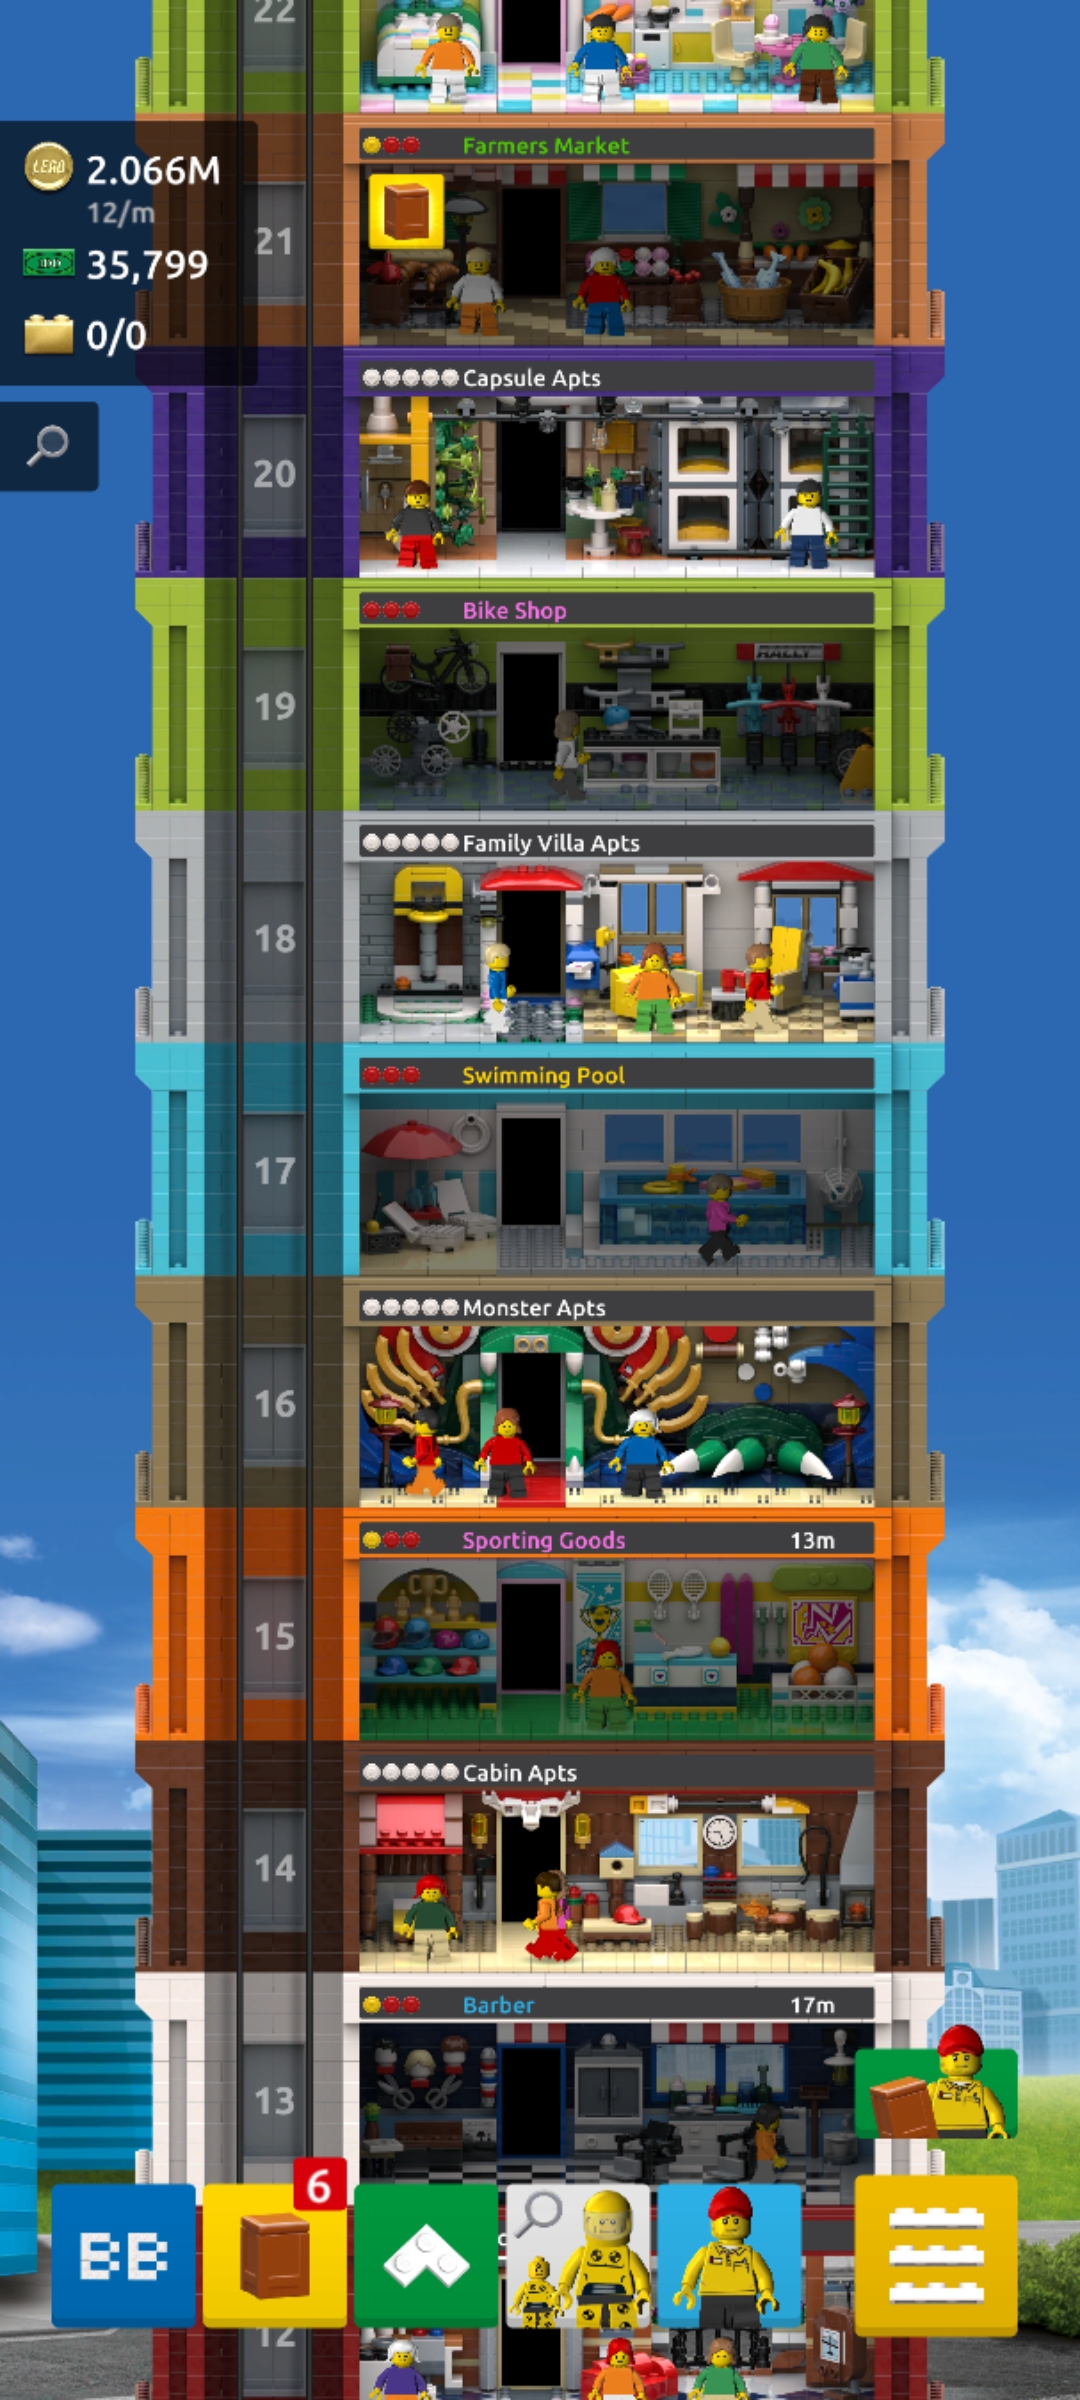 22
Farmers Market
LEGO
2.066M
12/m
35,799
0/0
21
Capsule Apts
20
Bike Shop
RALLY
19
Family Villa Apts
18
Swimming Pool
17
Monster Apts
16
Sporting Goods 13m
15
Cabin Apts
14
Barber 17m
13
6
BB
12